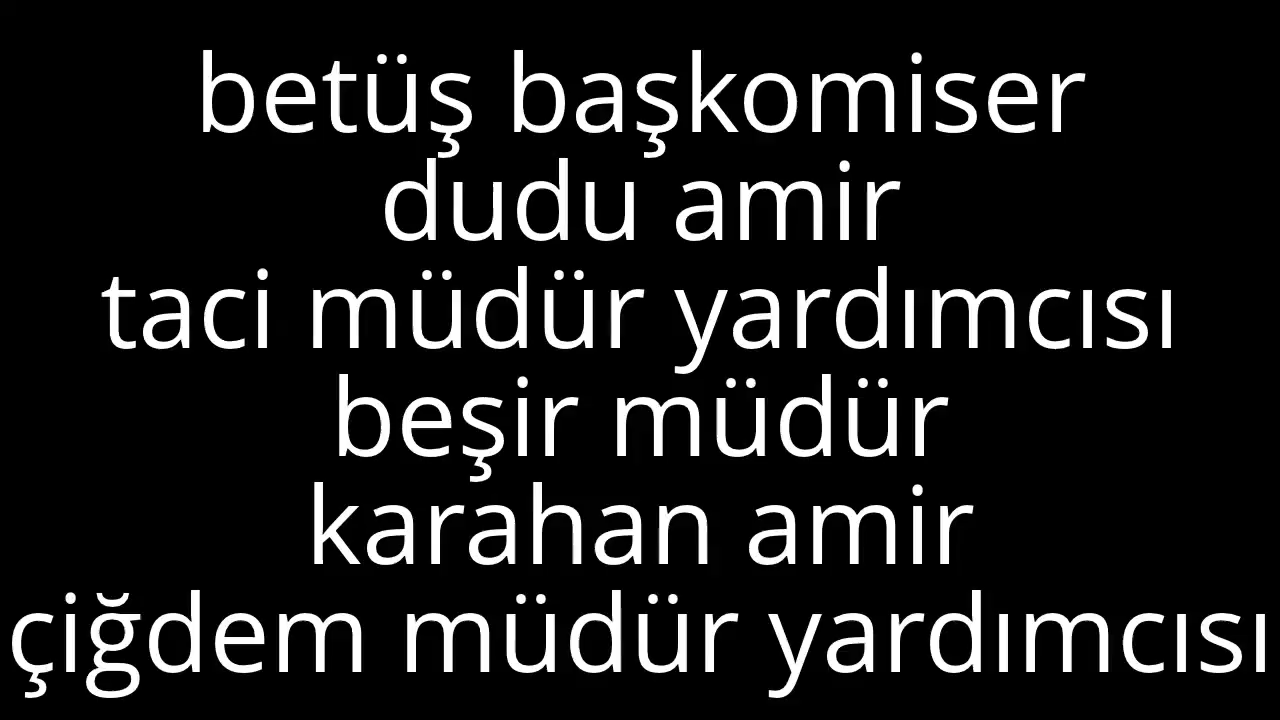 betüş başkomiser
dudu amir
taci müdür yardımcısı
beşir müdür
karahan amir
çiğdem müdür yardımcısı